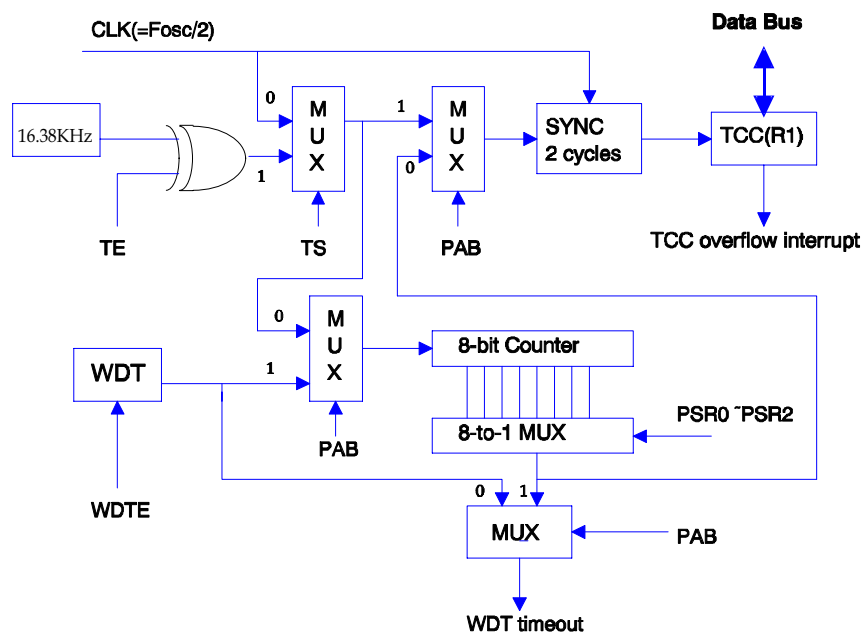 CLK(=Fosc/2)
Data Bus
0
M
U
X
1
M
U
X
16.38KHz
SYNC
2 cycles
TCC(R1)
1
0
TE
TS
PAB
TCC overflow interrupt
0
M
U
X
8-bit Counter
WDT
1
8-to-1 MUX
PSR0 ~PSR2
PAB
WDTE
0
1
MUX
PAB
WDT timeout